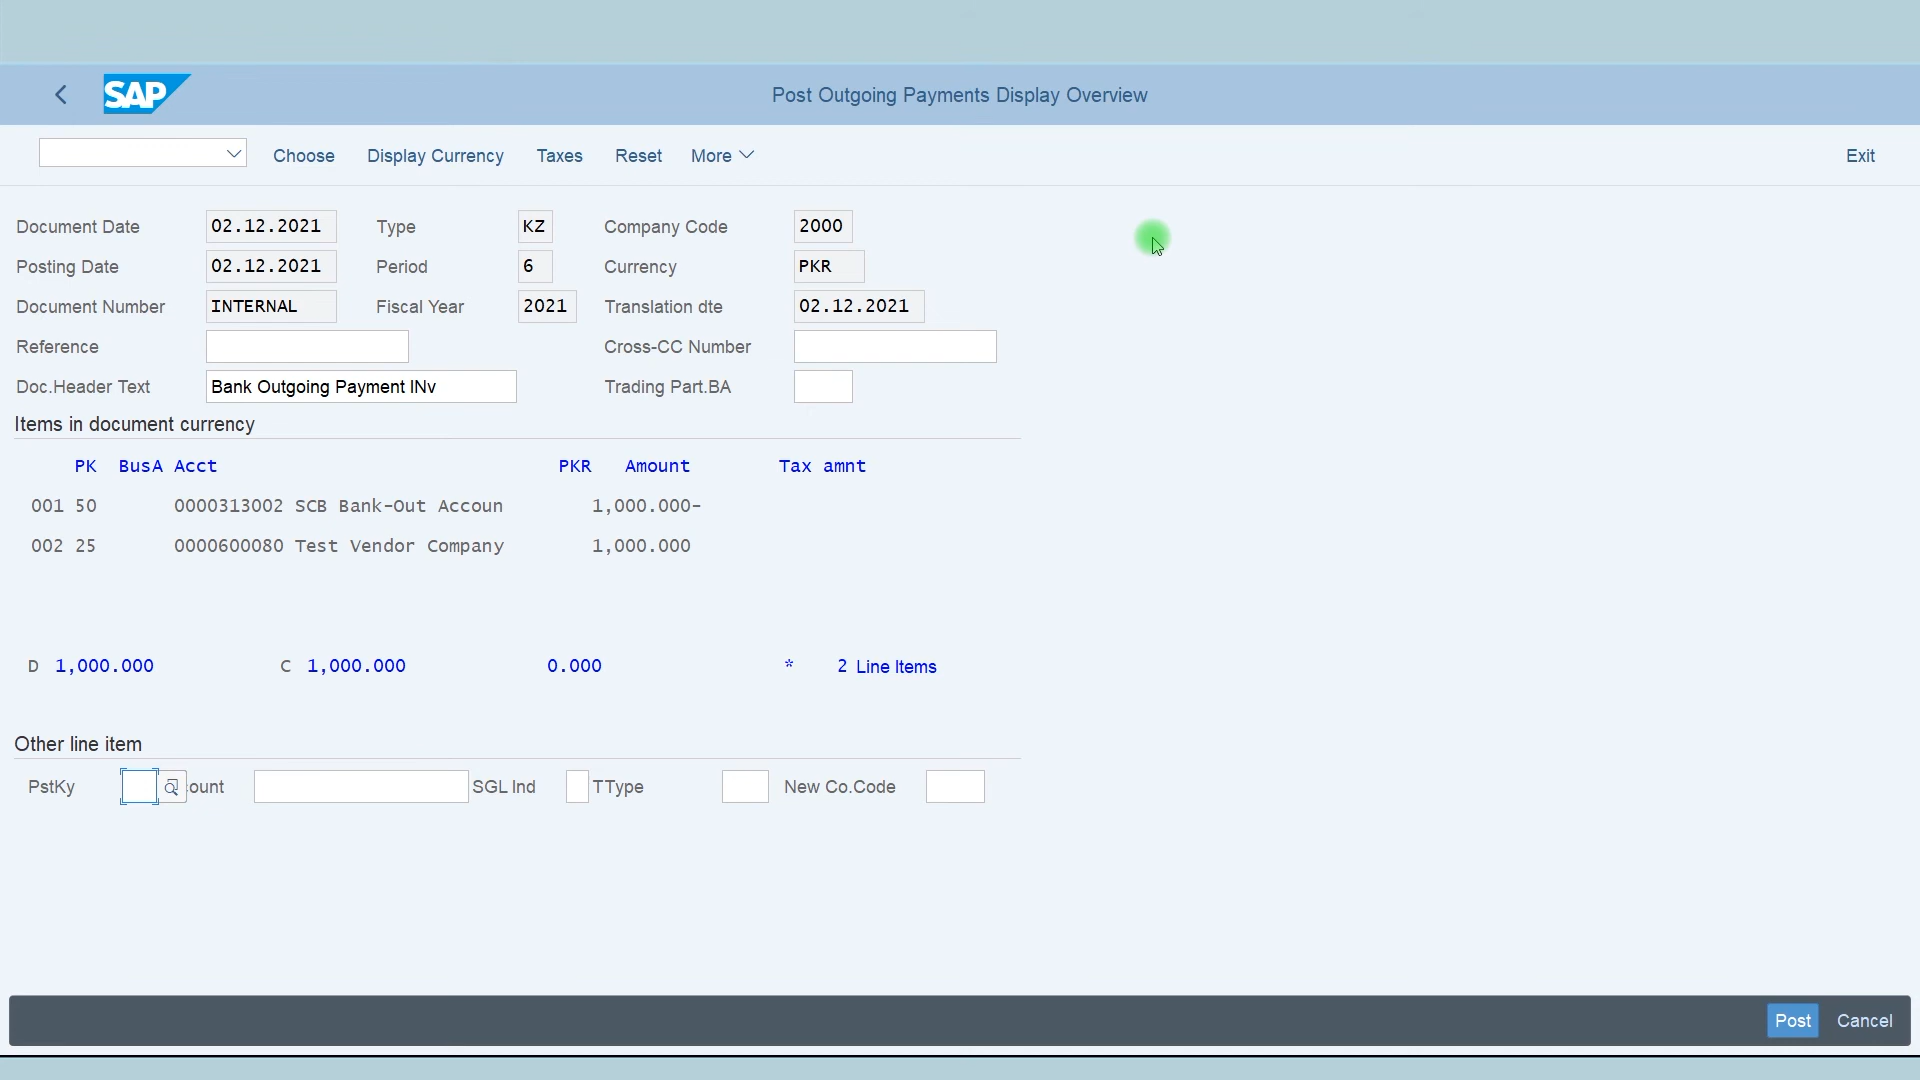 SAP Post Outgoing Payments Display Overview
Choose Display Currency Taxes Reset More Exit
Document Date 02.12.2021 Type KZ Company Code 2000
Posting Date 02.12.2021 Period 6 Currency PKR
Document Number INTERNAL Fiscal Year 2021 Translation dte 02.12.2021
Reference Cross-CC Number
Doc.Header Text Bank Outgoing Payment INv Trading Part.BA
Items in document currency
PK BusA Acct PKR Amount Tax amnt
001 50 0000313002 SCB Bank-Out Accoun 1,000.000-
002 25 0000600080 Test Vendor Company 1,000.000
D 1,000.000 C 1,000.000 0.000 * 2 Line Items
Other line item
PstKy ount SGL Ind TType New Co.Code
Post Cancel